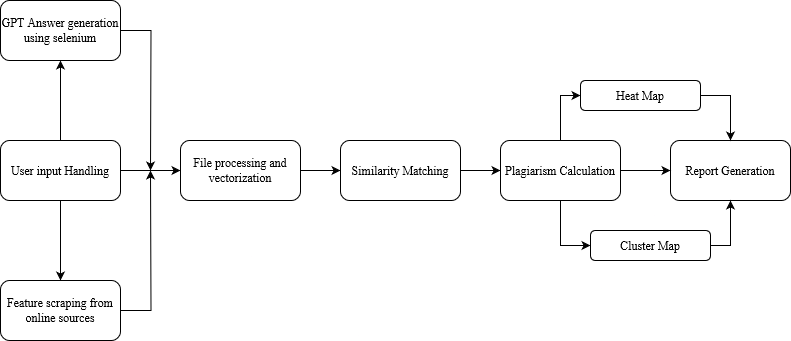 GPT Answer generation
using selenium
Heat Map
User input Handling
File processing and
vectorization
Similarity Matching
Plagiarism Calculation
Report Generation
Cluster Map
Feature scraping from
online sources